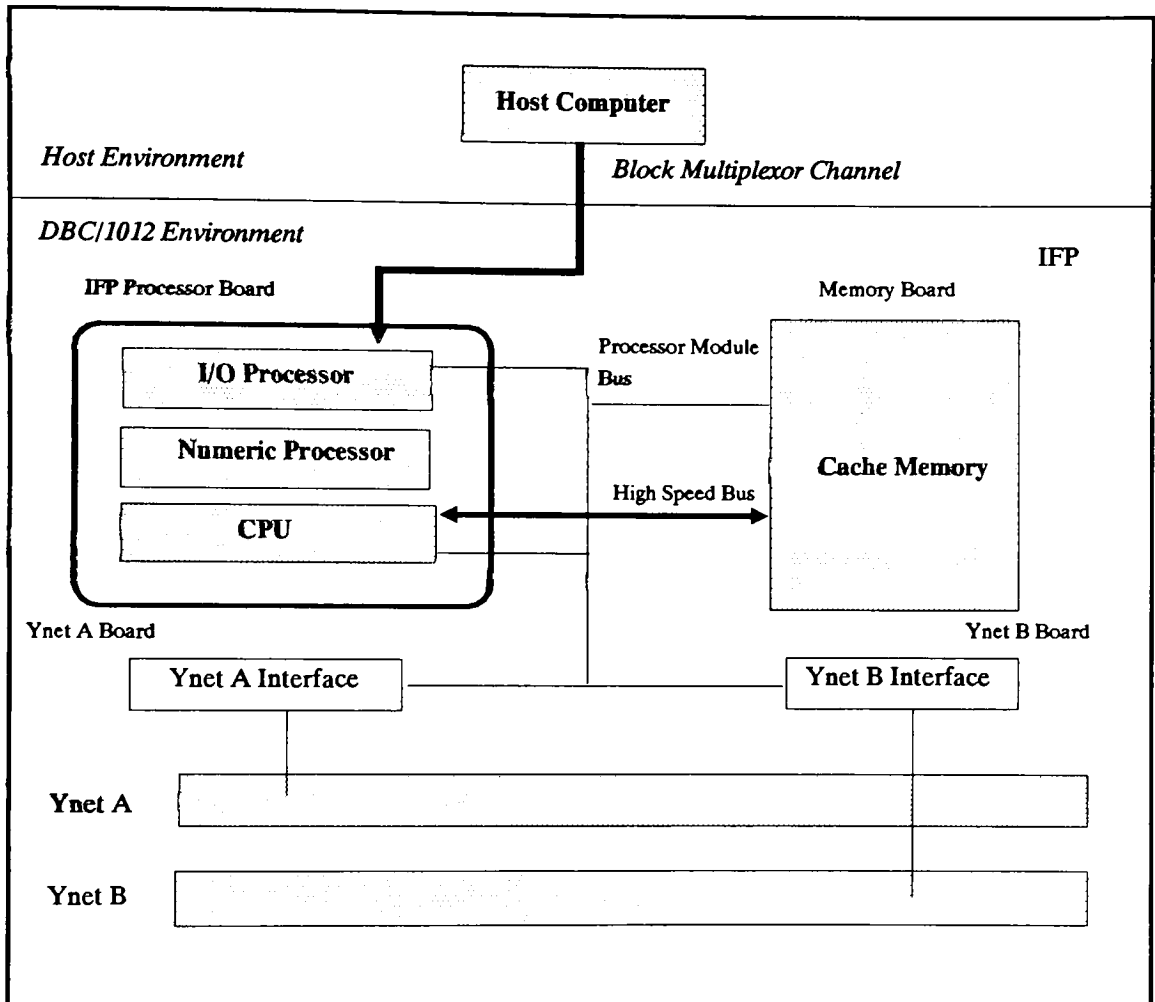 Host Computer
Host Environment
Block Multiplexor Channel
DBC/1012 Environment
IFP
IFP Processor Board
Memory Board
I/O Processor
Processor Module
Bus
Numeric Processor
Cache Memory
High Speed Bus
CPU
Ynet A Board
Ynet B Board
Ynet A Interface
Ynet B Interface
Ynet A
Ynet B